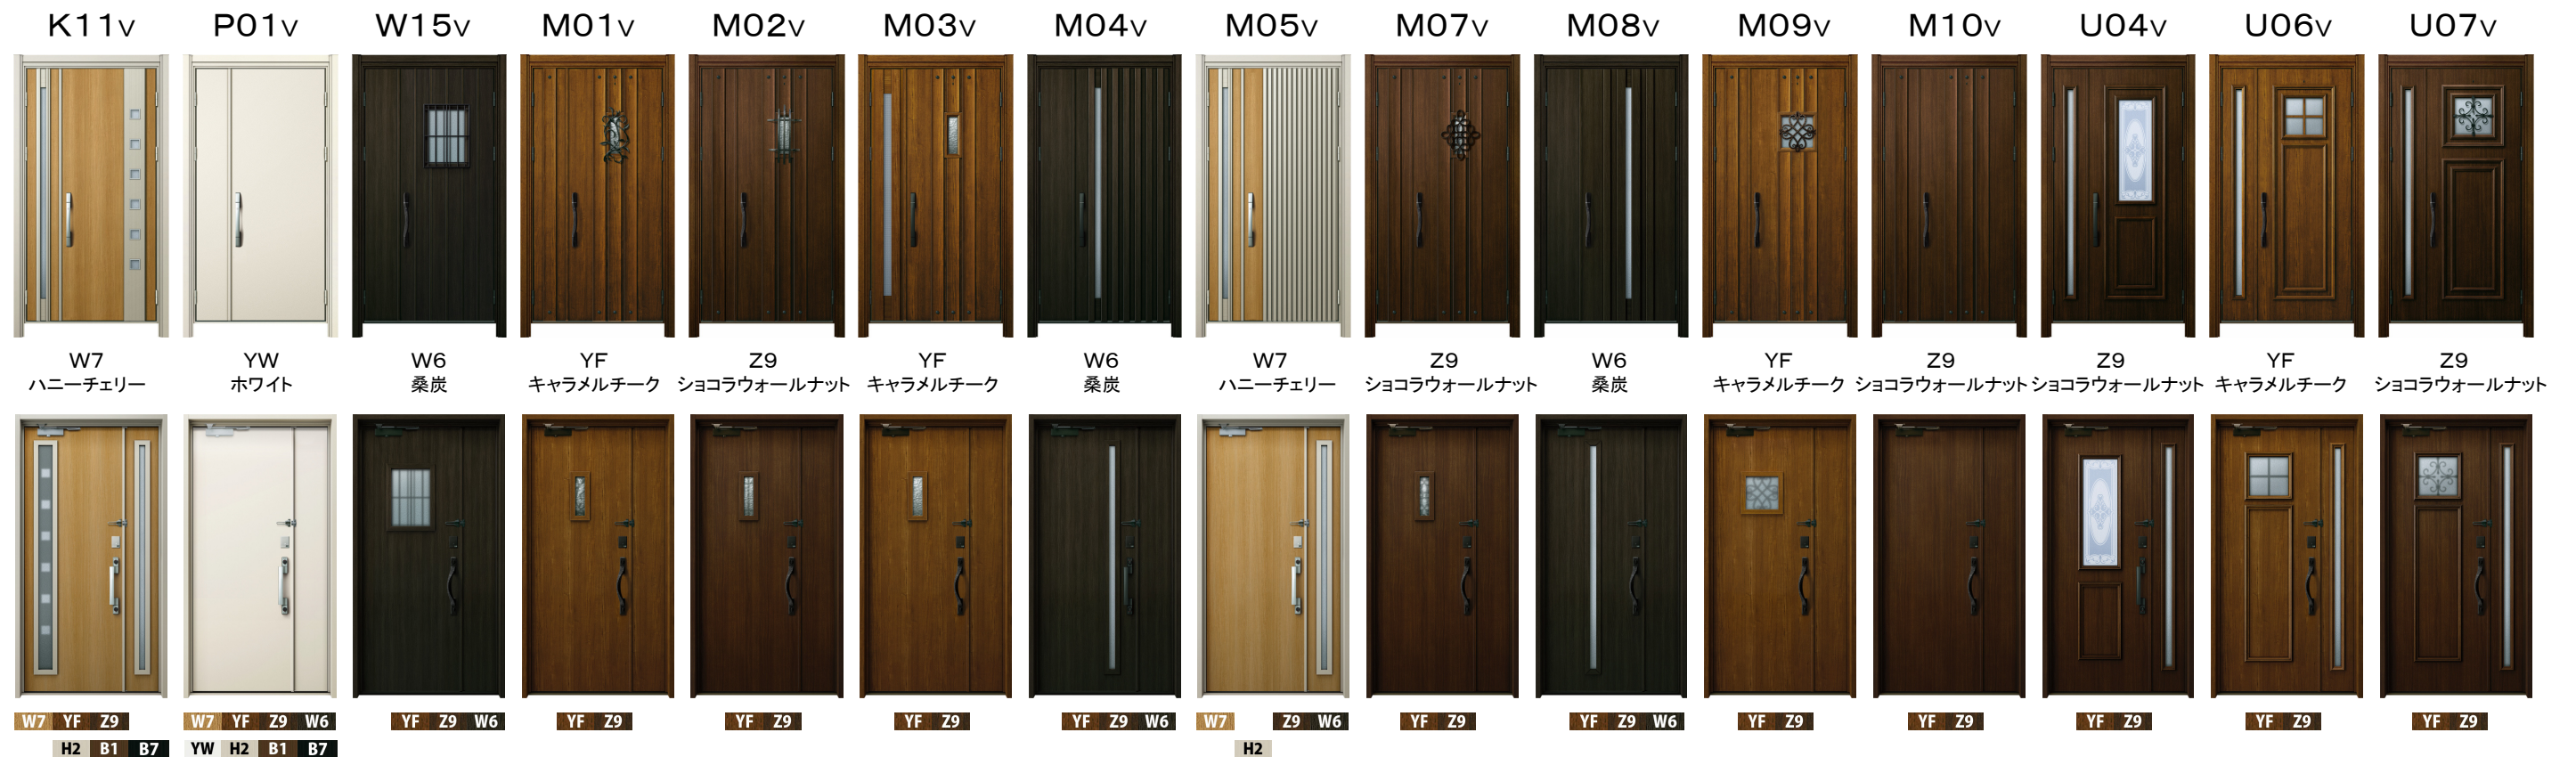 K11V P01V W15V M01V M02V M03V M04V M05V M07V M08V M09V M10V U04V U06V U07V
W7 YW W6 YF Z9 YF W6 W7 Z9 W6 YF Z9 Z9 YF Z9
ハニーチェリー ホワイト 桑炭 キャラメルチーク ショコラウォールナット キャラメルチーク 桑炭 ハニーチェリー ショコラウォールナット 桑炭 キャラメルチーク ショコラウォールナット ショコラウォールナット キャラメルチーク ショコラウォールナット
W7 YF Z9 W7 YF Z9 W6 YF Z9 W6 YF Z9 YF Z9 YF Z9 YF Z9 W6 W7 Z9 W6 YF Z9 YF Z9 W6 YF Z9 YF Z9 YF Z9 YF Z9 YF Z9
H2 B1 B7 YW H2 B1 B7 H2